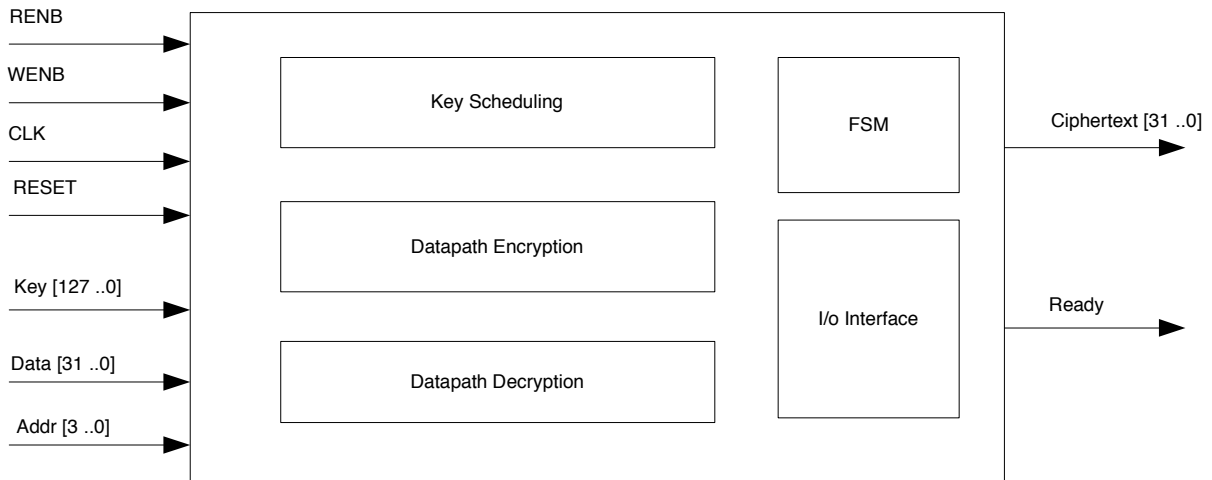 RENB
WENB
CLK
RESET
Key [127 ..0]
Data [31 ..0]
Addr [3 ..0]
Key Scheduling
Datapath Encryption
Datapath Decryption
FSM
I/o Interface
Ciphertext [31 ..0]
Ready